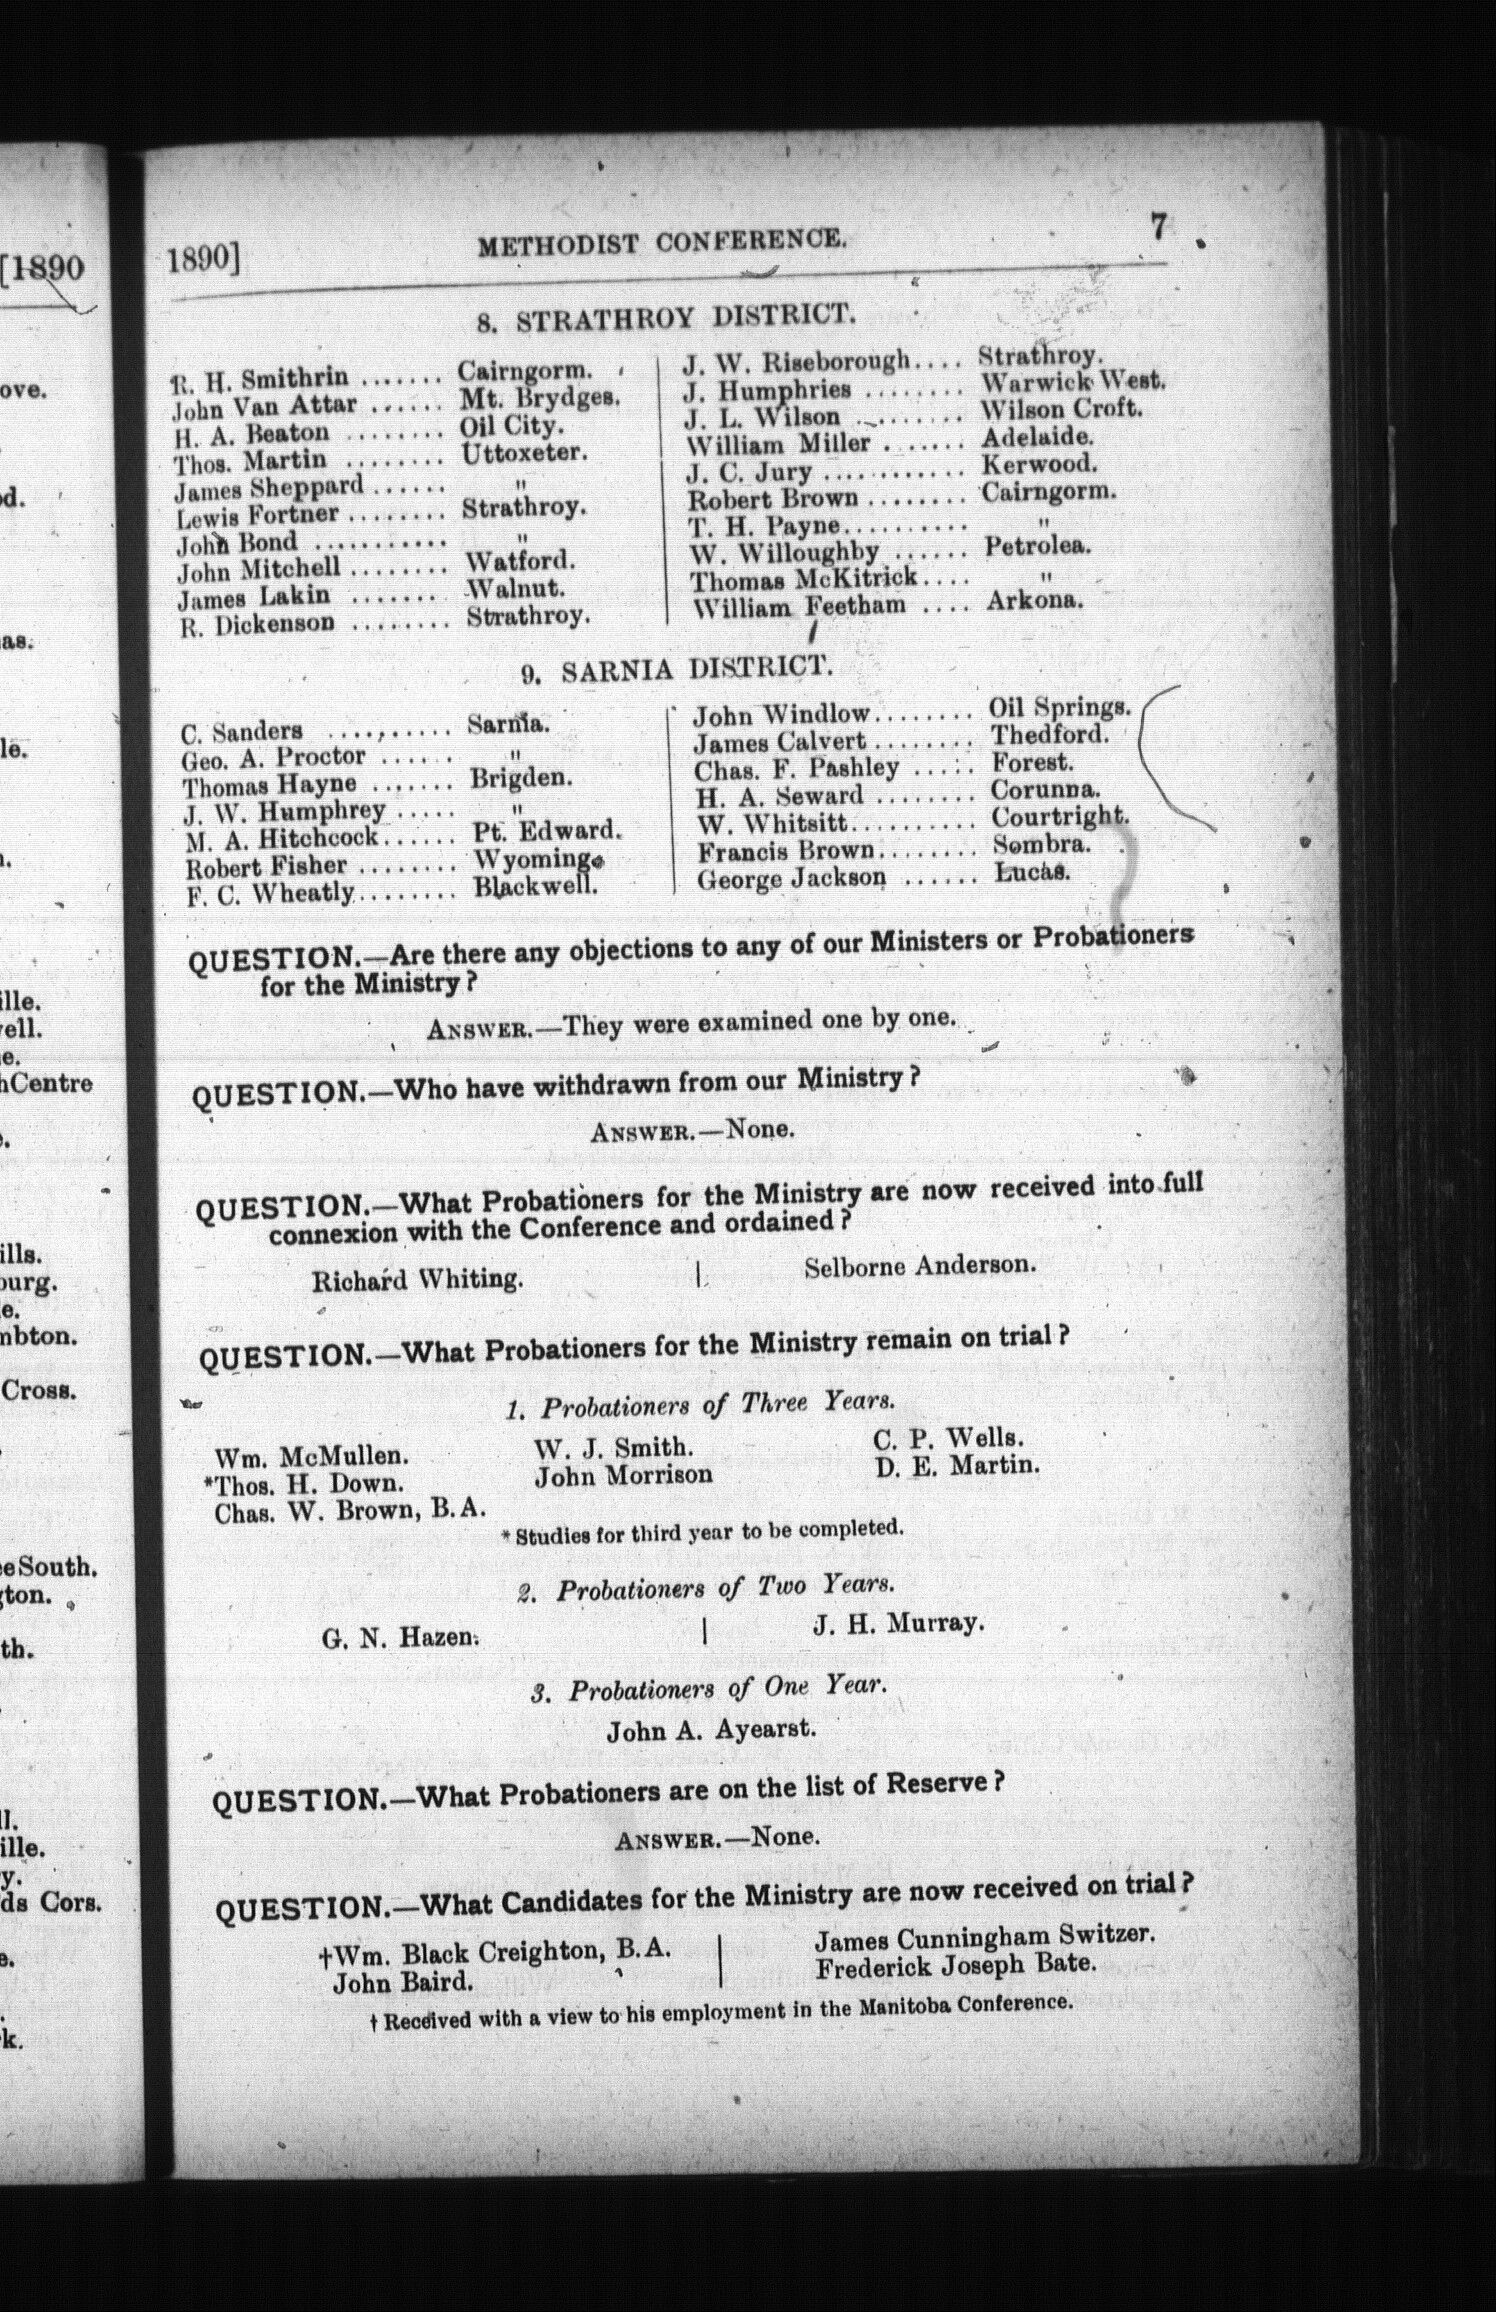 1890] METHODIST CONFERENCE. 7
8. STRATHROY DISTRICT.
R. H. Smithrin ....... Cairngorm.
John Van Attar ...... Mt. Brydges.
H. A. Beaton ........ Oil City.
Thos. Martin ........ Uttoxeter.
James Sheppard ...... "
Lewis Fortner ........ Strathroy.
John Bond ........... "
John Mitchell ........ Watford.
James Lakin ....... Walnut.
R. Dickenson ........ Strathroy.
J. W. Riseborough.... Strathroy.
J. Humphries ........ Warwick West.
J. L. Wilson ........ Wilson Croft.
William Miller ....... Adelaide.
J. C. Jury ........... Kerwood.
Robert Brown ........ Cairngorm.
T. H. Payne.......... "
W. Willoughby ...... Petrolea.
Thomas McKitrick.... "
William Feetham .... Arkona.
9. SARNIA DISTRICT.
C. Sanders .......... Sarnia.
Geo. A. Proctor ...... "
Thomas Hayne ....... Brigden.
J. W. Humphrey ..... "
M. A. Hitchcock...... Pt. Edward.
Robert Fisher ........ Wyoming.
F. C. Wheatly........ Blackwell.
John Windlow........ Oil Springs.
James Calvert ........ Thedford.
Chas. F. Pashley ..... Forest.
H. A. Seward ........ Corunna.
W. Whitsitt.......... Courtright.
Francis Brown........ Sombra.
George Jackson ...... Lucas.
QUESTION.—Are there any objections to any of our Ministers or Probationers
for the Ministry?
ANSWER.—They were examined one by one.
QUESTION.—Who have withdrawn from our Ministry?
ANSWER.—None.
QUESTION.—What Probationers for the Ministry are now received into full
connexion with the Conference and ordained?
Richard Whiting. | Selborne Anderson.
QUESTION.—What Probationers for the Ministry remain on trial?
1. Probationers of Three Years.
Wm. McMullen. W. J. Smith. C. P. Wells.
*Thos. H. Down. John Morrison D. E. Martin.
Chas. W. Brown, B.A.
* Studies for third year to be completed.
2. Probationers of Two Years.
G. N. Hazen. | J. H. Murray.
3. Probationers of One Year.
John A. Ayearst.
QUESTION.—What Probationers are on the list of Reserve?
ANSWER.—None.
QUESTION.—What Candidates for the Ministry are now received on trial?
†Wm. Black Creighton, B.A. | James Cunningham Switzer.
John Baird. | Frederick Joseph Bate.
† Received with a view to his employment in the Manitoba Conference.